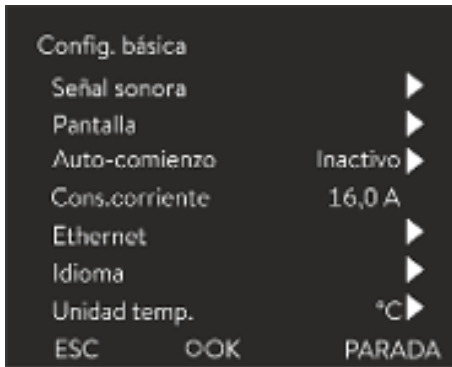 Config. básica
Señal sonora
Pantalla
Auto-comienzo Inactivo
Cons.corriente 16,0 A
Ethernet
Idioma
Unidad temp. °C
ESC OOK PARADA